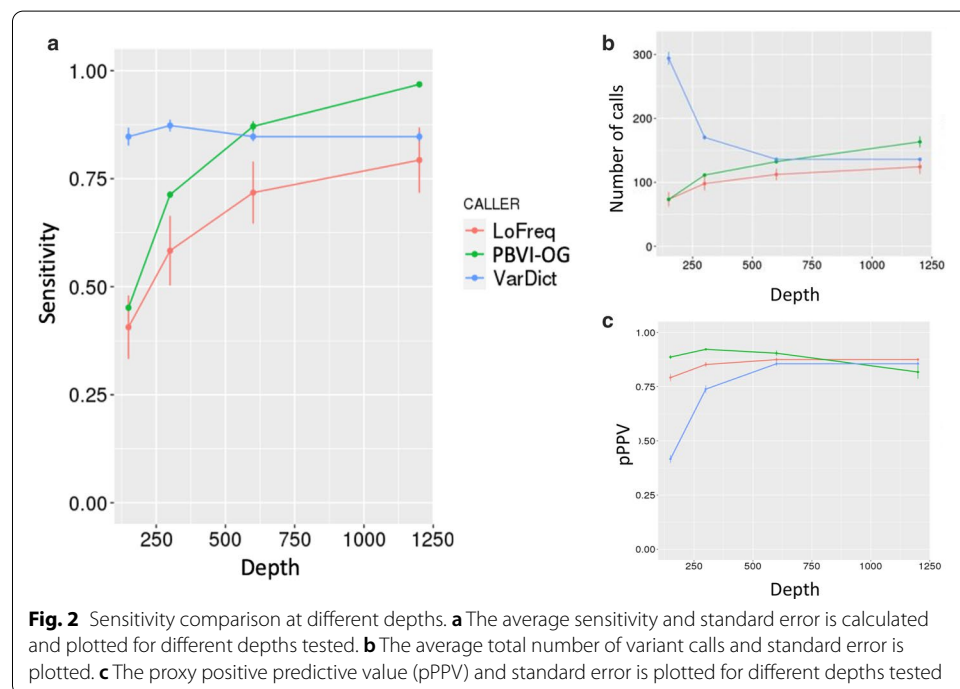 a
1.00
0.75
0.50
0.25
0.00
Sensitivity
250 500 750 1000 1250
Depth
CALLER
LoFreq
PBVI-OG
VarDict
b
300
200
100
0
Number of calls
250 500 750 1000 1250
Depth
c
1.00
0.75
.50
0.25
0.00
pPPV
250 500 750 1000 1250
Depth
Fig. 2 Sensitivity comparison at different depths. a The average sensitivity and standard error is calculated
and plotted for different depths tested. b The average total number of variant calls and standard error is
plotted. c The proxy positive predictive value (pPPV) and standard error is plotted for different depths tested